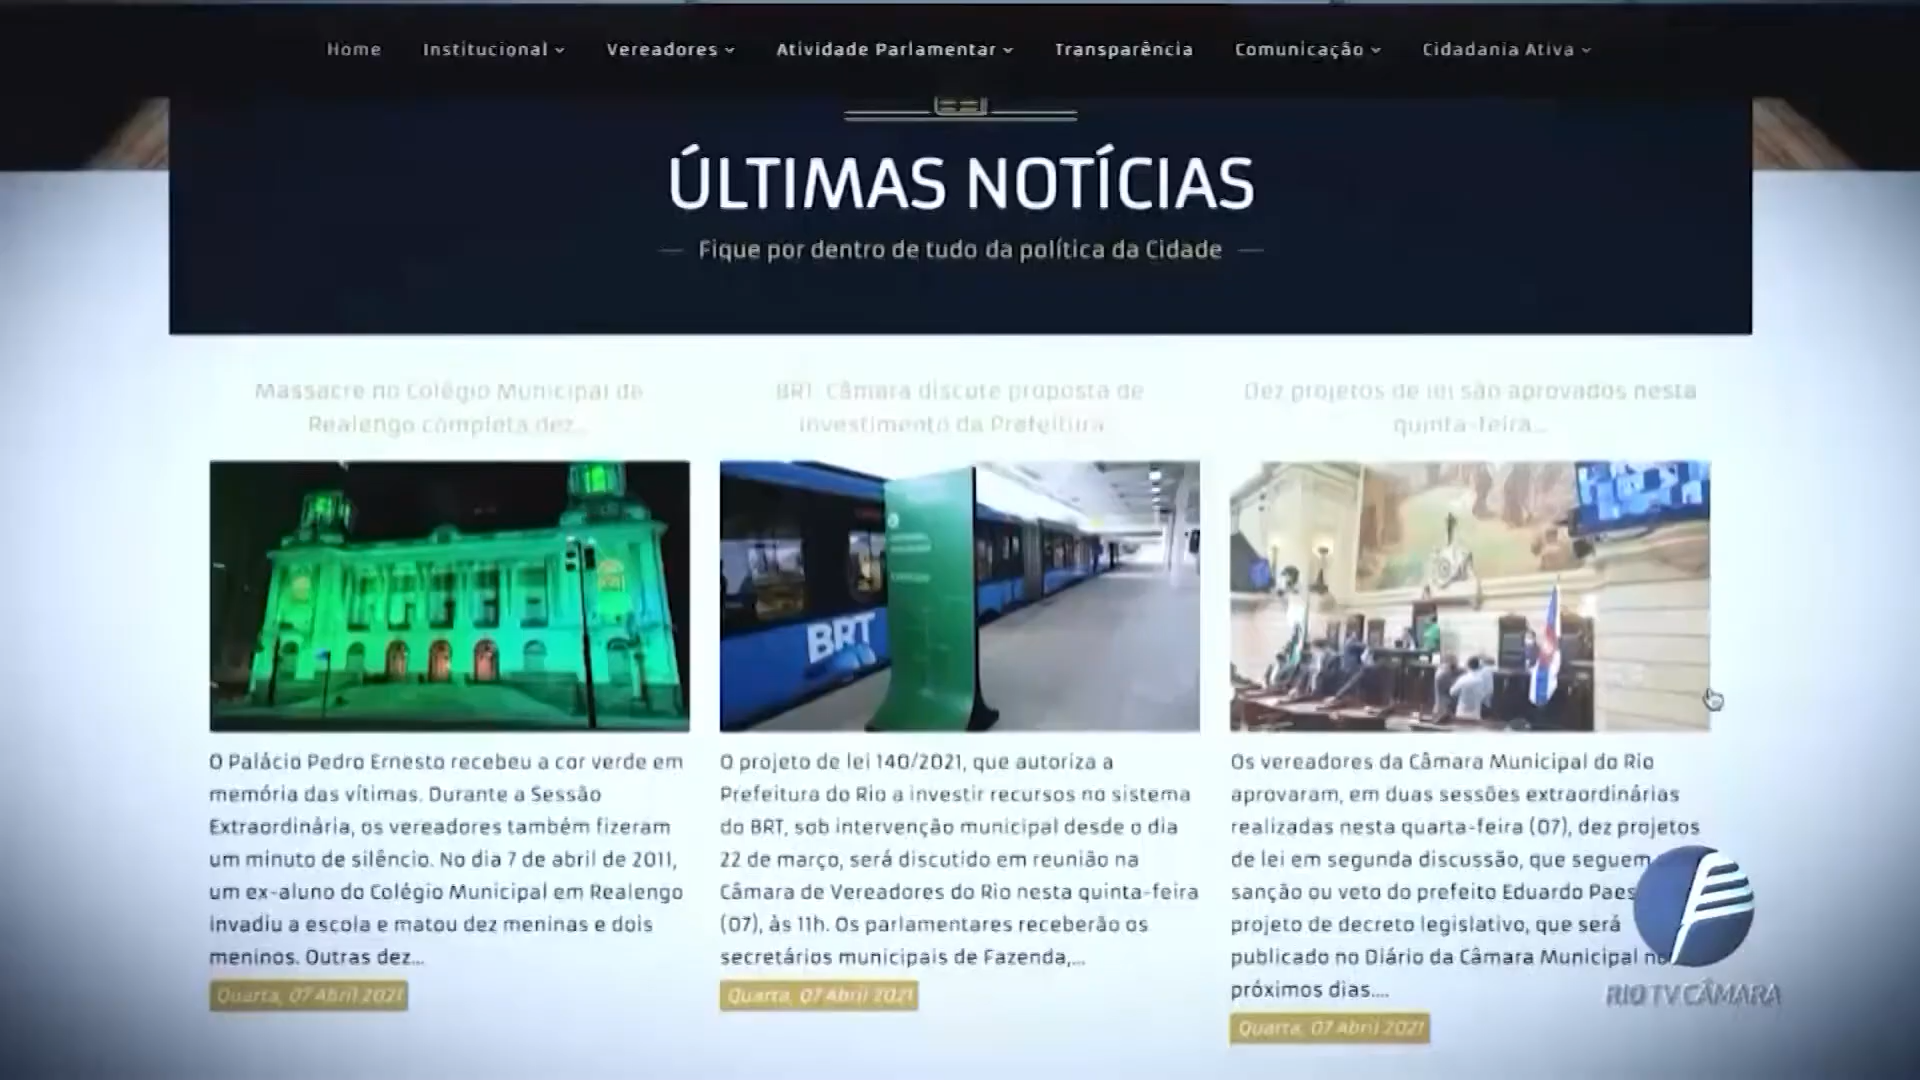 Home Institucional Vereadores Atividade Parlamentar Transparência Comunicação Cidadania Ativa
ÚLTIMAS NOTÍCIAS
Fique por dentro de tudo da política da Cidade
Massacre no Colégio Municipal de
Realengo completa dez...
BRT: Câmara discute proposta de
investimento da Prefeitura
Dez projetos de lei são aprovados nesta
quinta-feira...
BRT
O Palácio Pedro Ernesto recebeu a cor verde em
memória das vítimas. Durante a Sessão
Extraordinária, os vereadores também fizeram
um minuto de silêncio. No dia 7 de abril de 2011,
um ex-aluno do Colégio Municipal em Realengo
invadiu a escola e matou dez meninas e dois
meninos. Outras dez...
Quarta, 07 Abril 2021
O projeto de lei 140/2021, que autoriza a
Prefeitura do Rio a investir recursos no sistema
do BRT, sob intervenção municipal desde o dia
22 de março, será discutido em reunião na
Câmara de Vereadores do Rio nesta quinta-feira
(07), às 11h. Os parlamentares receberão os
secretários municipais de Fazenda,...
Quarta, 07 Abril 2021
Os vereadores da Câmara Municipal do Rio
aprovaram, em duas sessões extraordinárias
realizadas nesta quarta-feira (07), dez projetos
de lei em segunda discussão, que seguem
sanção ou veto do prefeito Eduardo Paes
projeto de decreto legislativo, que será
publicado no Diário da Câmara Municipal
próximos dias....
Quarta, 07 Abril 2021
RIO TV CÂMARA